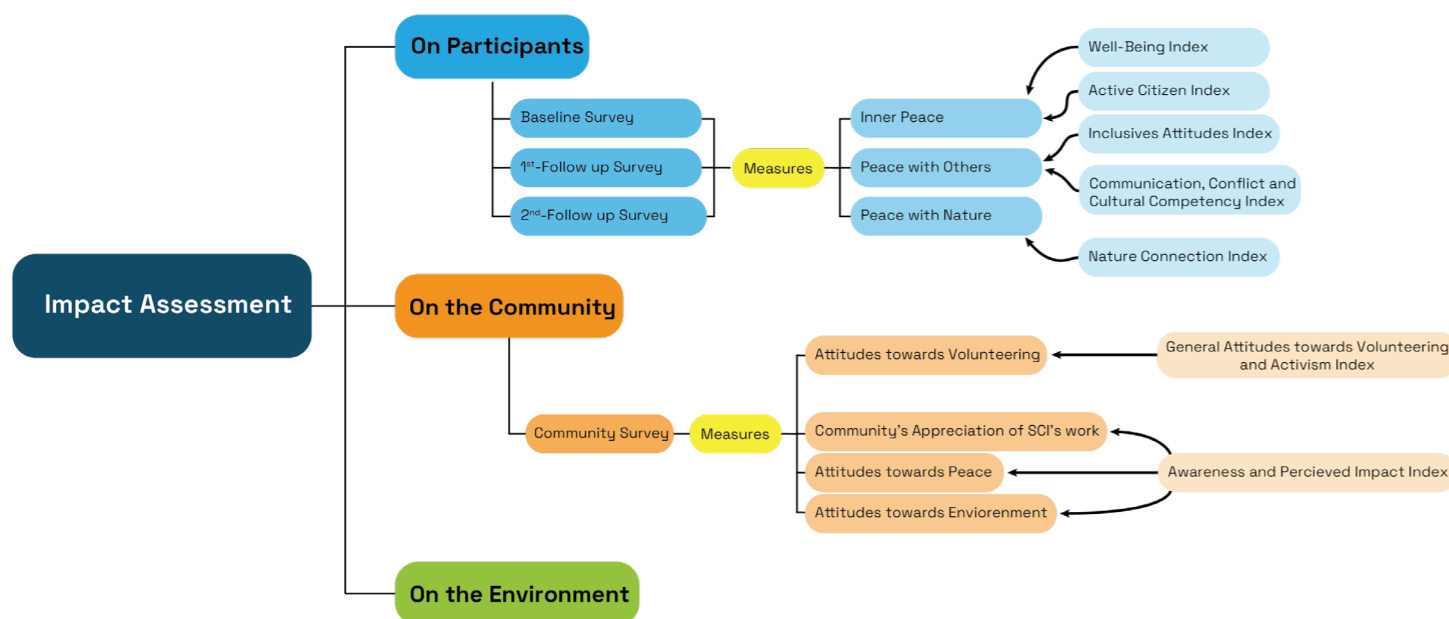 On Participants
Well-Being Index
Active Citizen Index
Baseline Survey
Inner Peace
Inclusives Attitudes Index
1st-Follow up Survey
Measures
Peace with Others
Communication, Conflict and
Cultural Competency Index
2nd-Follow up Survey
Peace with Nature
Nature Connection Index
Impact Assessment
On the Community
Attitudes towards Volunteering
General Attitudes towards Volunteering
and Activism Index
Community Survey
Measures
Community's Appreciation of SCI's work
Attitudes towards Peace
Awareness and Percieved Impact Index
Attitudes towards Enviorenment
On the Environment